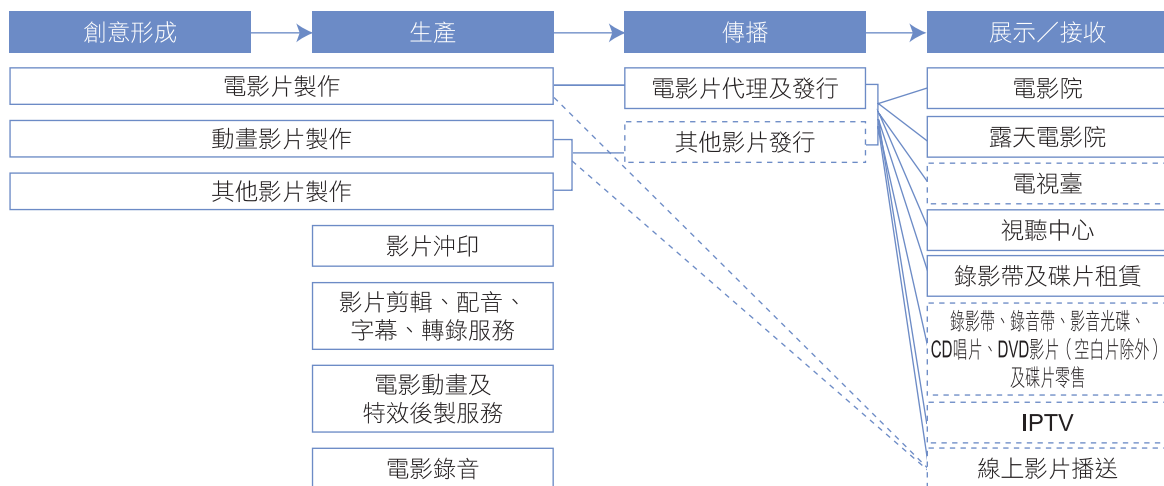 創意形成
生產
傳播
展示／接收
電影片製作
動畫影片製作
其他影片製作
影片沖印
影片剪輯、配音、
字幕、轉錄服務
電影動畫及
特效後製服務
電影錄音
電影片代理及發行
其他影片發行
電影院
露天電影院
電視臺
視聽中心
錄影帶及碟片租賃
錄影帶、錄音帶、影音光碟、
CD唱片、DVD影片（空白片除外）
及碟片零售
IPTV
線上影片播送